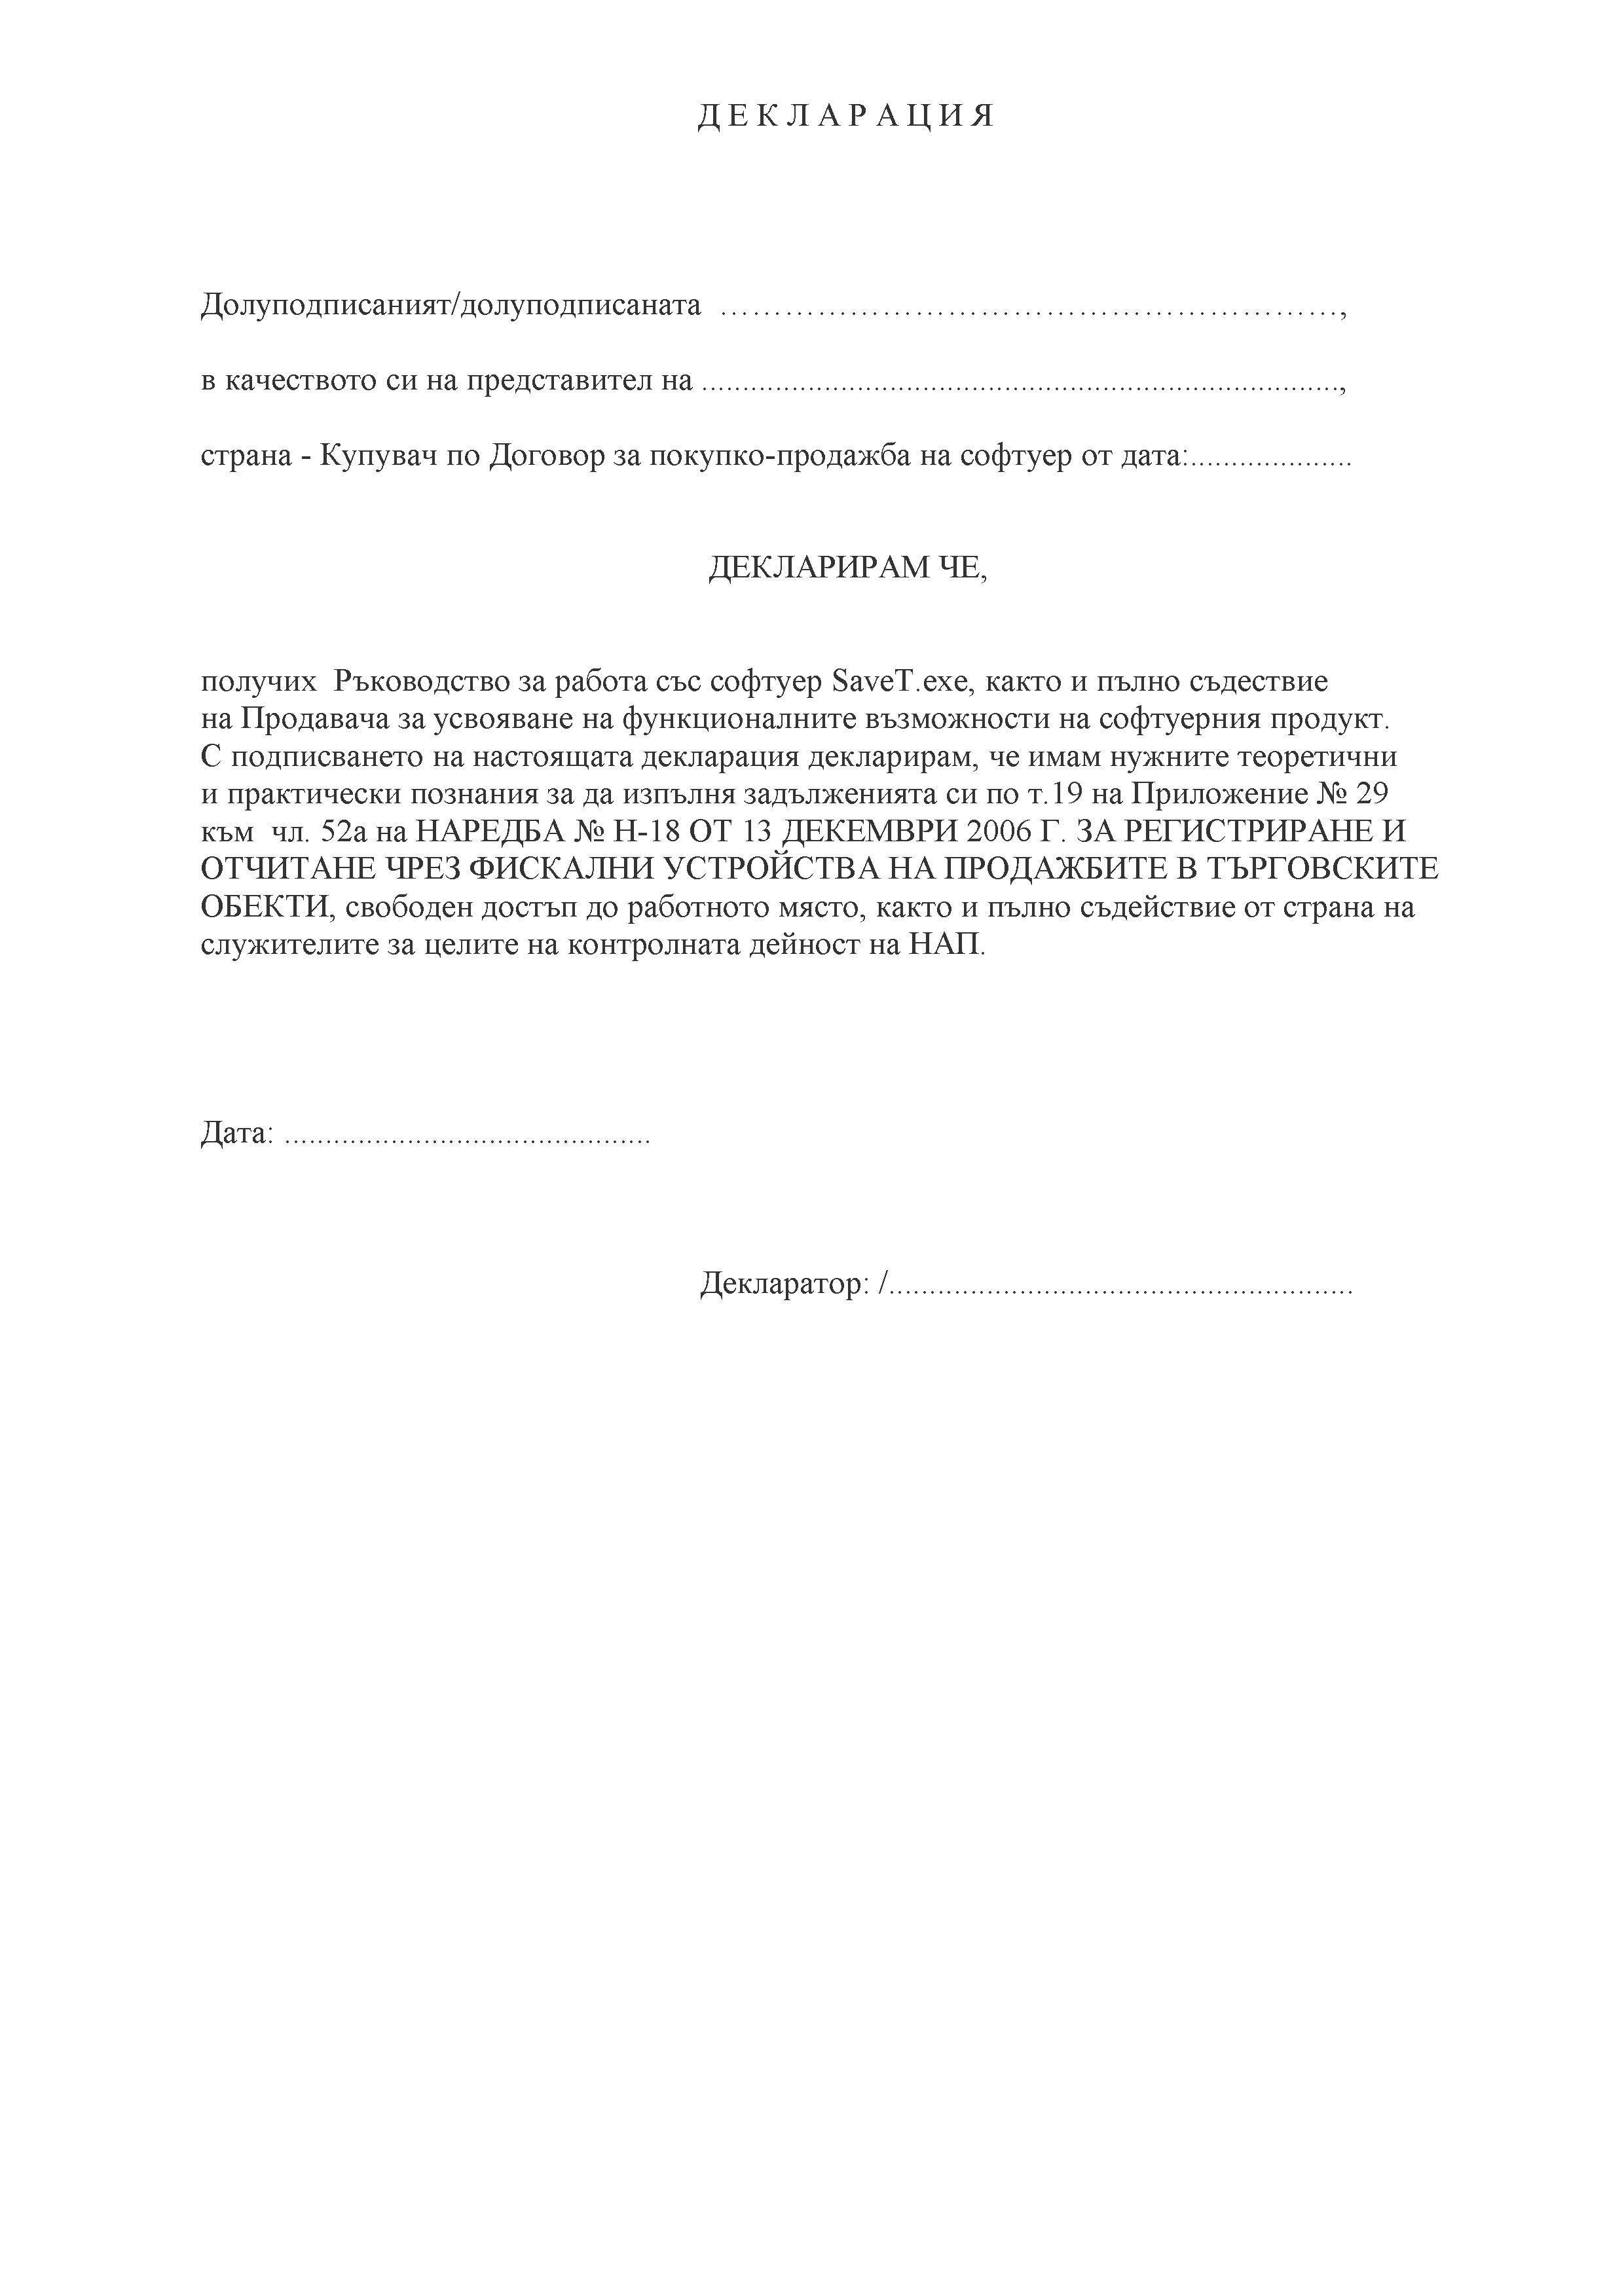 Д Е К Л А Р А Ц И Я
Долуподписаният/долуподписаната ……………………………………………………,
в качеството си на представител на ..............................................................................,
страна - Купувач по Договор за покупко-продажба на софтуер от дата:....................
ДЕКЛАРИРАМ ЧЕ,
получих Ръководство за работа със софтуер SaveT.exe, както и пълно съдествие
на Продавача за усвояване на функционалните възможности на софтуерния продукт.
С подписването на настоящата декларация декларирам, че имам нужните теоретични
и практически познания за да изпълня задълженията си по т.19 на Приложение № 29
към чл. 52а на НАРЕДБА № Н-18 ОТ 13 ДЕКЕМВРИ 2006 Г. ЗА РЕГИСТРИРАНЕ И
ОТЧИТАНЕ ЧРЕЗ ФИСКАЛНИ УСТРОЙСТВА НА ПРОДАЖБИТЕ В ТЪРГОВСКИТЕ
ОБЕКТИ, свободен достъп до работното място, както и пълно съдействие от страна на
служителите за целите на контролната дейност на НАП.
Дата: .............................................
Декларатор: /.........................................................